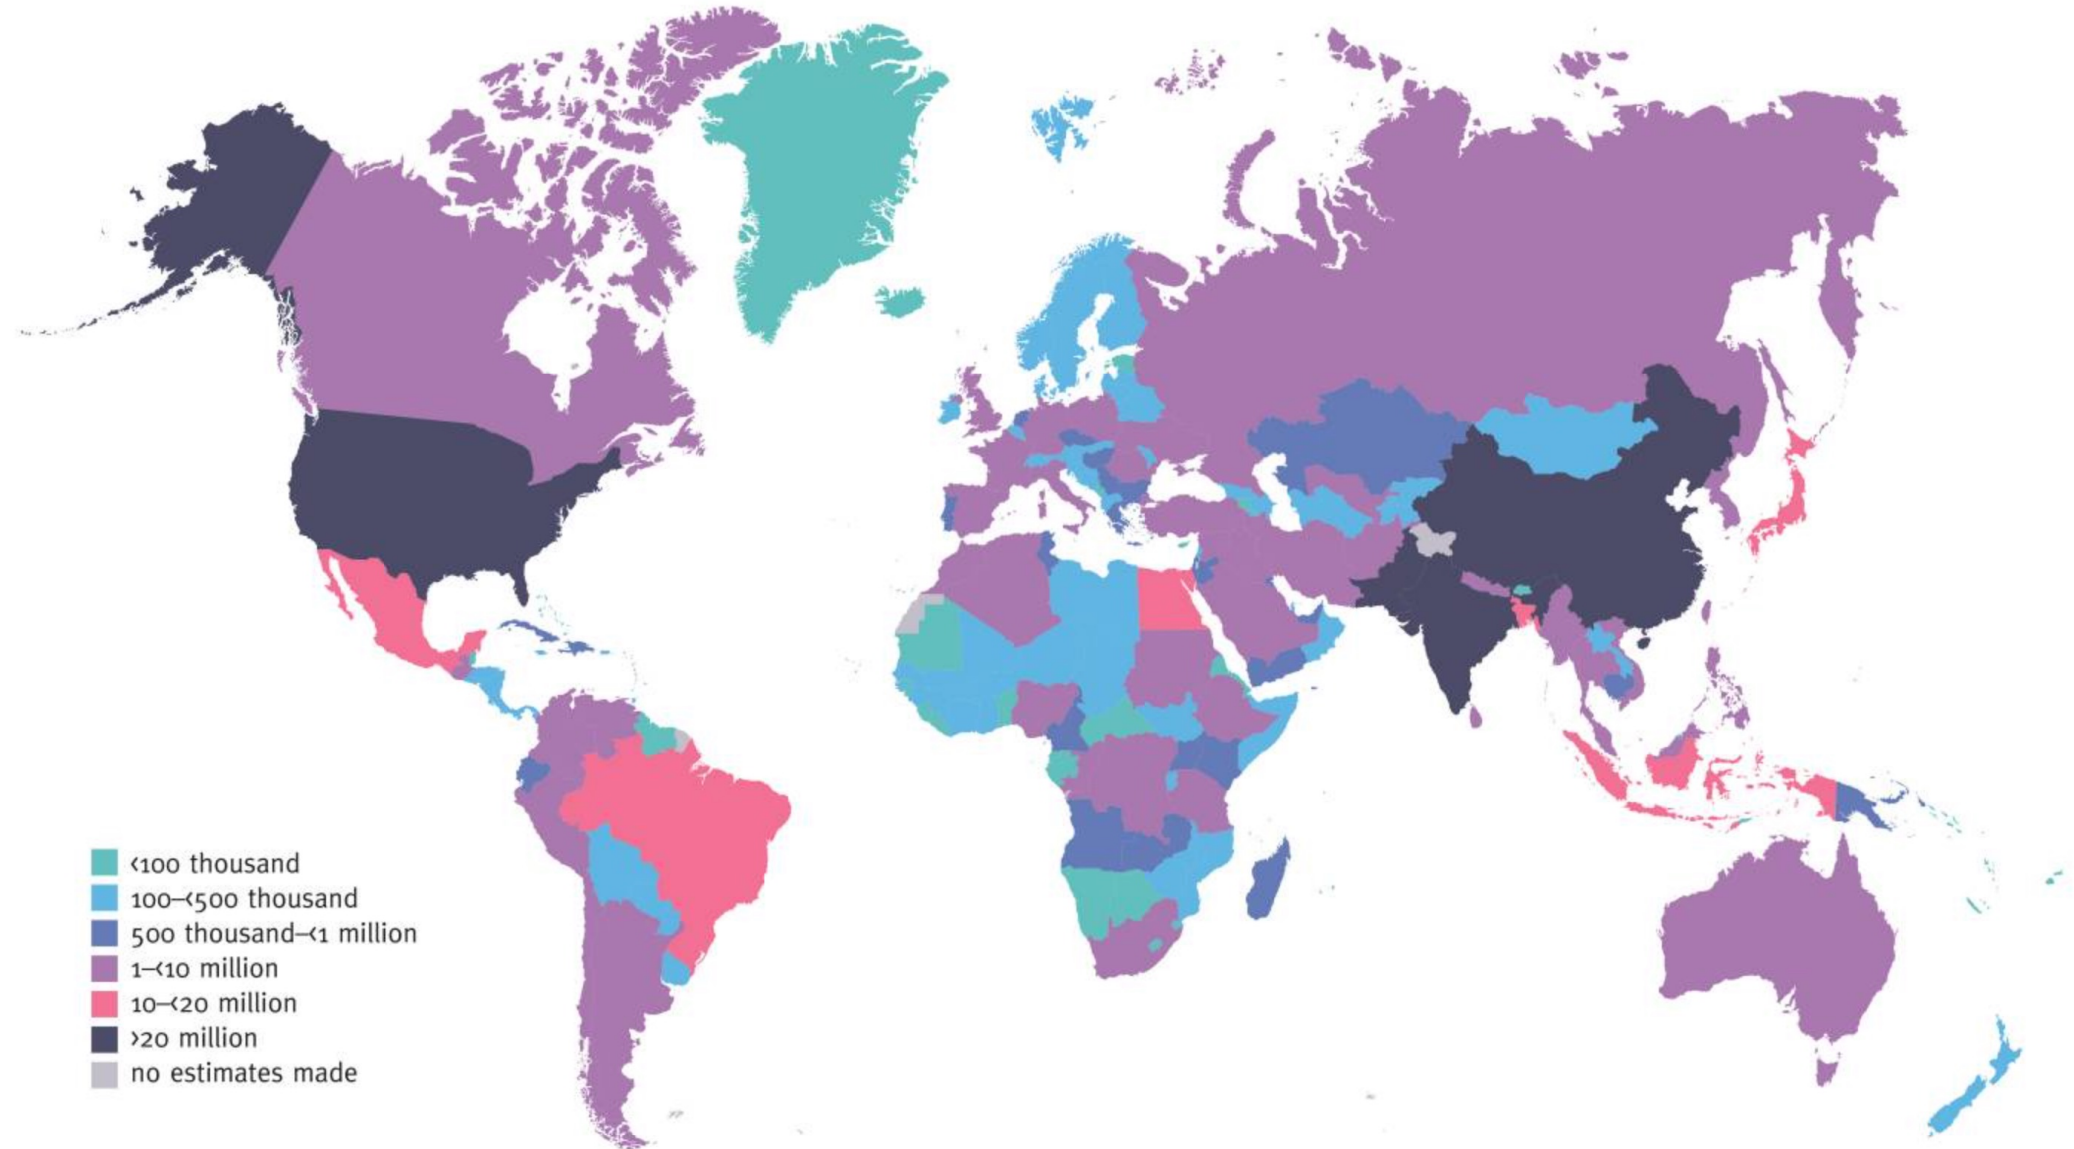 <100 thousand
100–<500 thousand
500 thousand–<1 million
1–<10 million
10–<20 million
>20 million
no estimates made